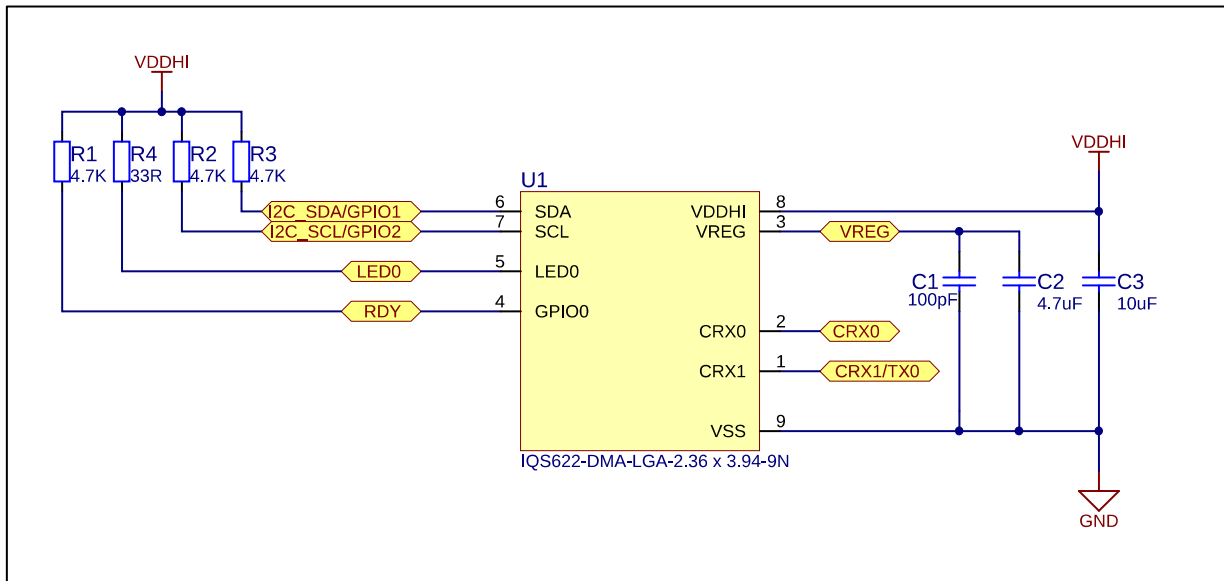 VDDHI
R1
4.7K
R4
33R
R2
4.7K
R3
4.7K
I2C_SDA/GPIO1
I2C_SCL/GPIO2
LED0
RDY
U1
6
7
5
4
SDA
SCL
LED0
GPIO0
VDDHI
VREG
CRX0
CRX1
VSS
8
3
2
1
9
IQS622-DMA-LGA-2.36 x 3.94-9N
VREG
CRX0
CRX1/TX0
VDDHI
C1
100pF
C2
4.7uF
C3
10uF
GND